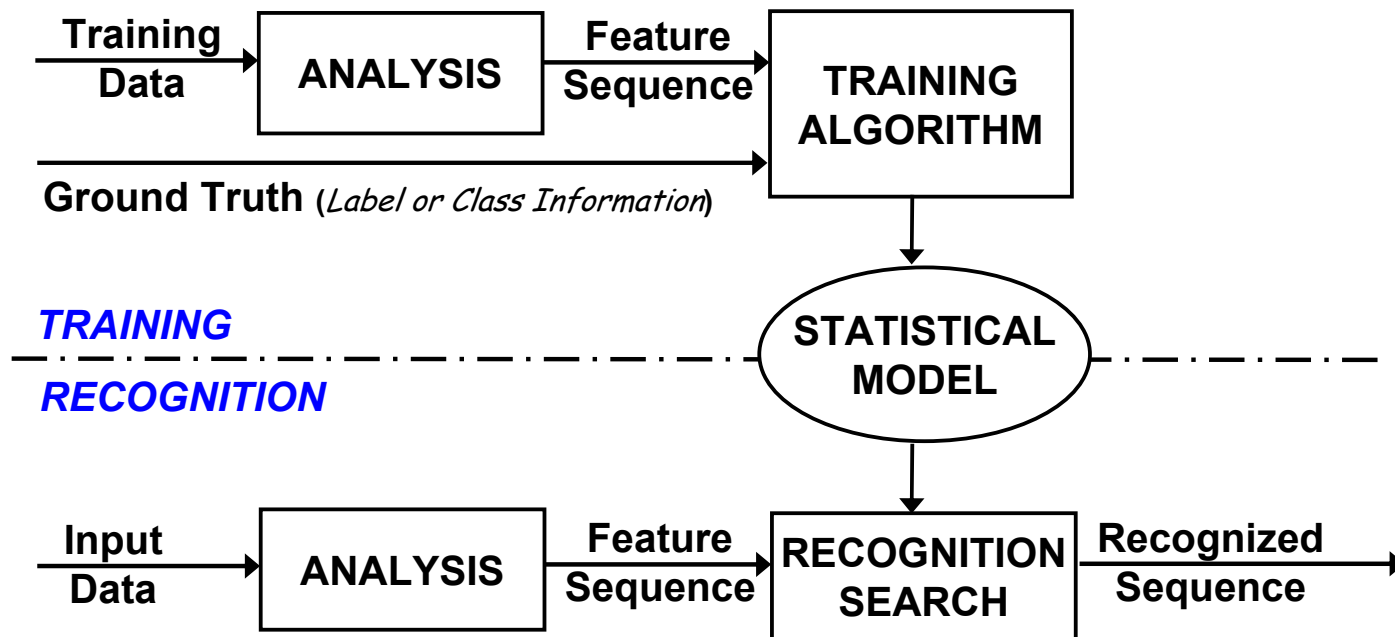 Training
Data
ANALYSIS
Feature
Sequence
TRAINING
ALGORITHM
Ground Truth (Label or Class Information)
TRAINING
RECOGNITION
STATISTICAL
MODEL
Input
Data
ANALYSIS
Feature
Sequence
RECOGNITION
SEARCH
Recognized
Sequence